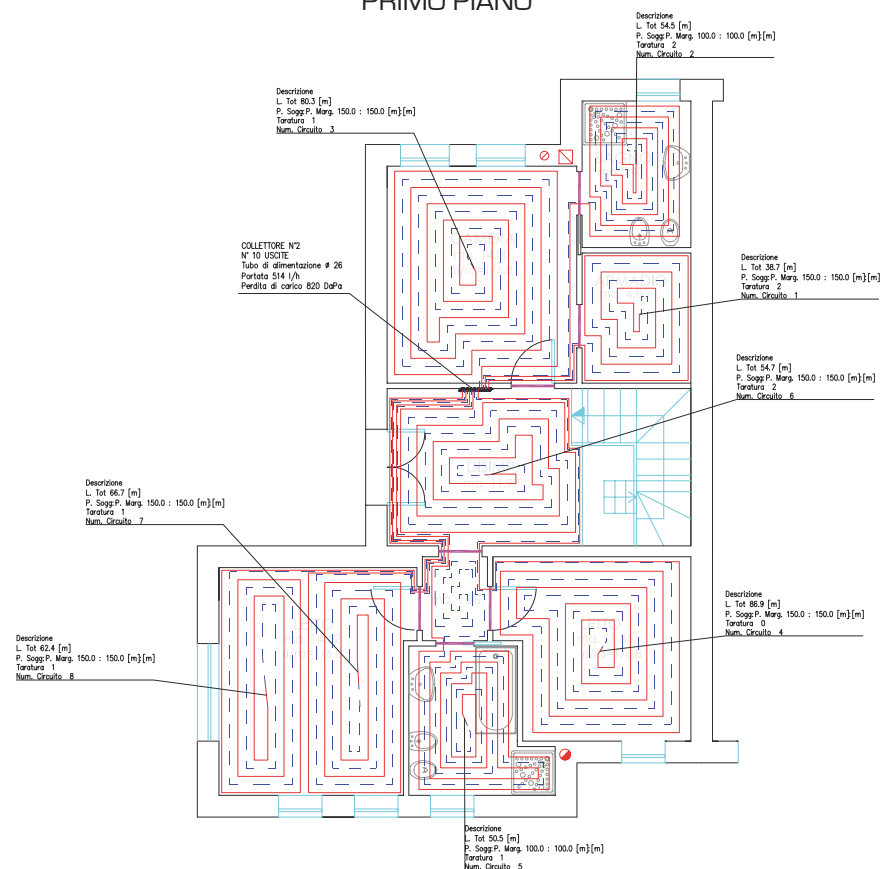 PRIMO PIANO
Descrizione
L. Tot 54.5 [m]
P. Sogg:P. Marg. 100.0 : 100.0 [m]:[m]
Taratura 2
Num. Circuito 2
Descrizione
L. Tot 80.3 [m]
P. Sogg:P. Marg. 150.0 : 150.0 [m]:[m]
Taratura 1
Num. Circuito 3
COLLETTORE N°2
N° 10 USCITE
Tubo di alimentazione ø 26
Portata 514 l/h
Perdita di carico 820 DaPa
Descrizione
L. Tot 38.7 [m]
P. Sogg:P. Marg. 150.0 : 150.0 [m]:[m]
Taratura 2
Num. Circuito 1
Descrizione
L. Tot 54.7 [m]
P. Sogg:P. Marg. 150.0 : 150.0 [m]:[m]
Taratura 2
Num. Circuito 6
Descrizione
L. Tot 66.7 [m]
P. Sogg:P. Marg. 150.0 : 150.0 [m]:[m]
Taratura 1
Num. Circuito 7
Descrizione
L. Tot 86.9 [m]
P. Sogg:P. Marg. 150.0 : 150.0 [m]:[m]
Taratura 0
Num. Circuito 4
Descrizione
L. Tot 62.4 [m]
P. Sogg:P. Marg. 150.0 : 150.0 [m]:[m]
Taratura 1
Num. Circuito 8
Descrizione
L. Tot 50.5 [m]
P. Sogg:P. Marg. 100.0 : 100.0 [m]:[m]
Taratura 1
Num. Circuito 5